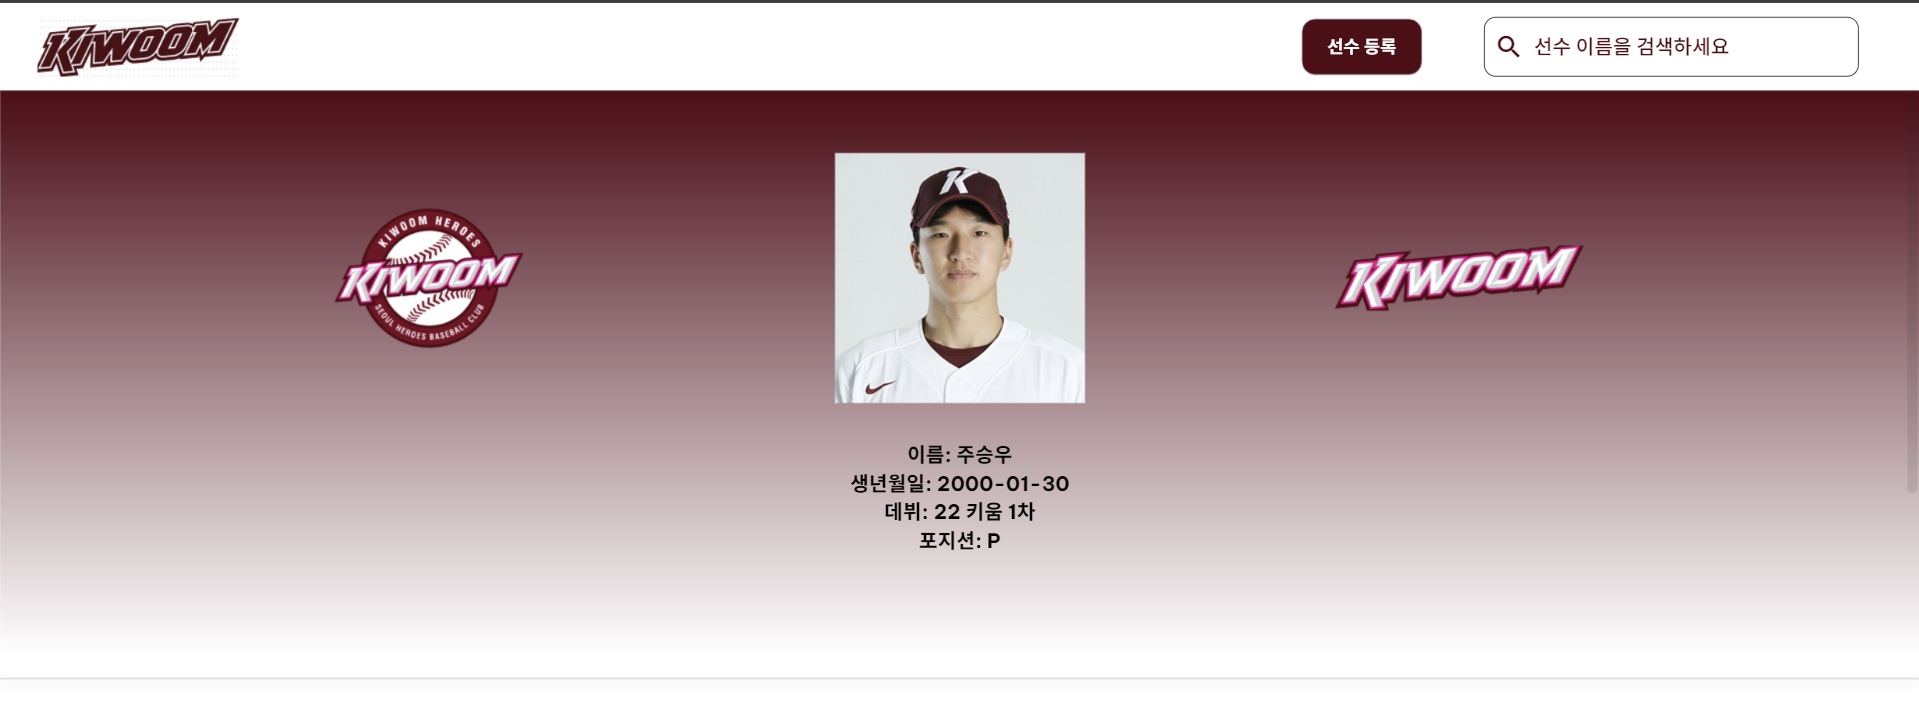 KIWOOM
선수 등록
선수 이름을 검색하세요
KIWOOM HEROES
KIWOOM
SEOUL HEROES BASEBALL CLUB
K
KIWOOM
이름: 주승우
생년월일: 2000-01-30
데뷔: 22 키움 1차
포지션: P